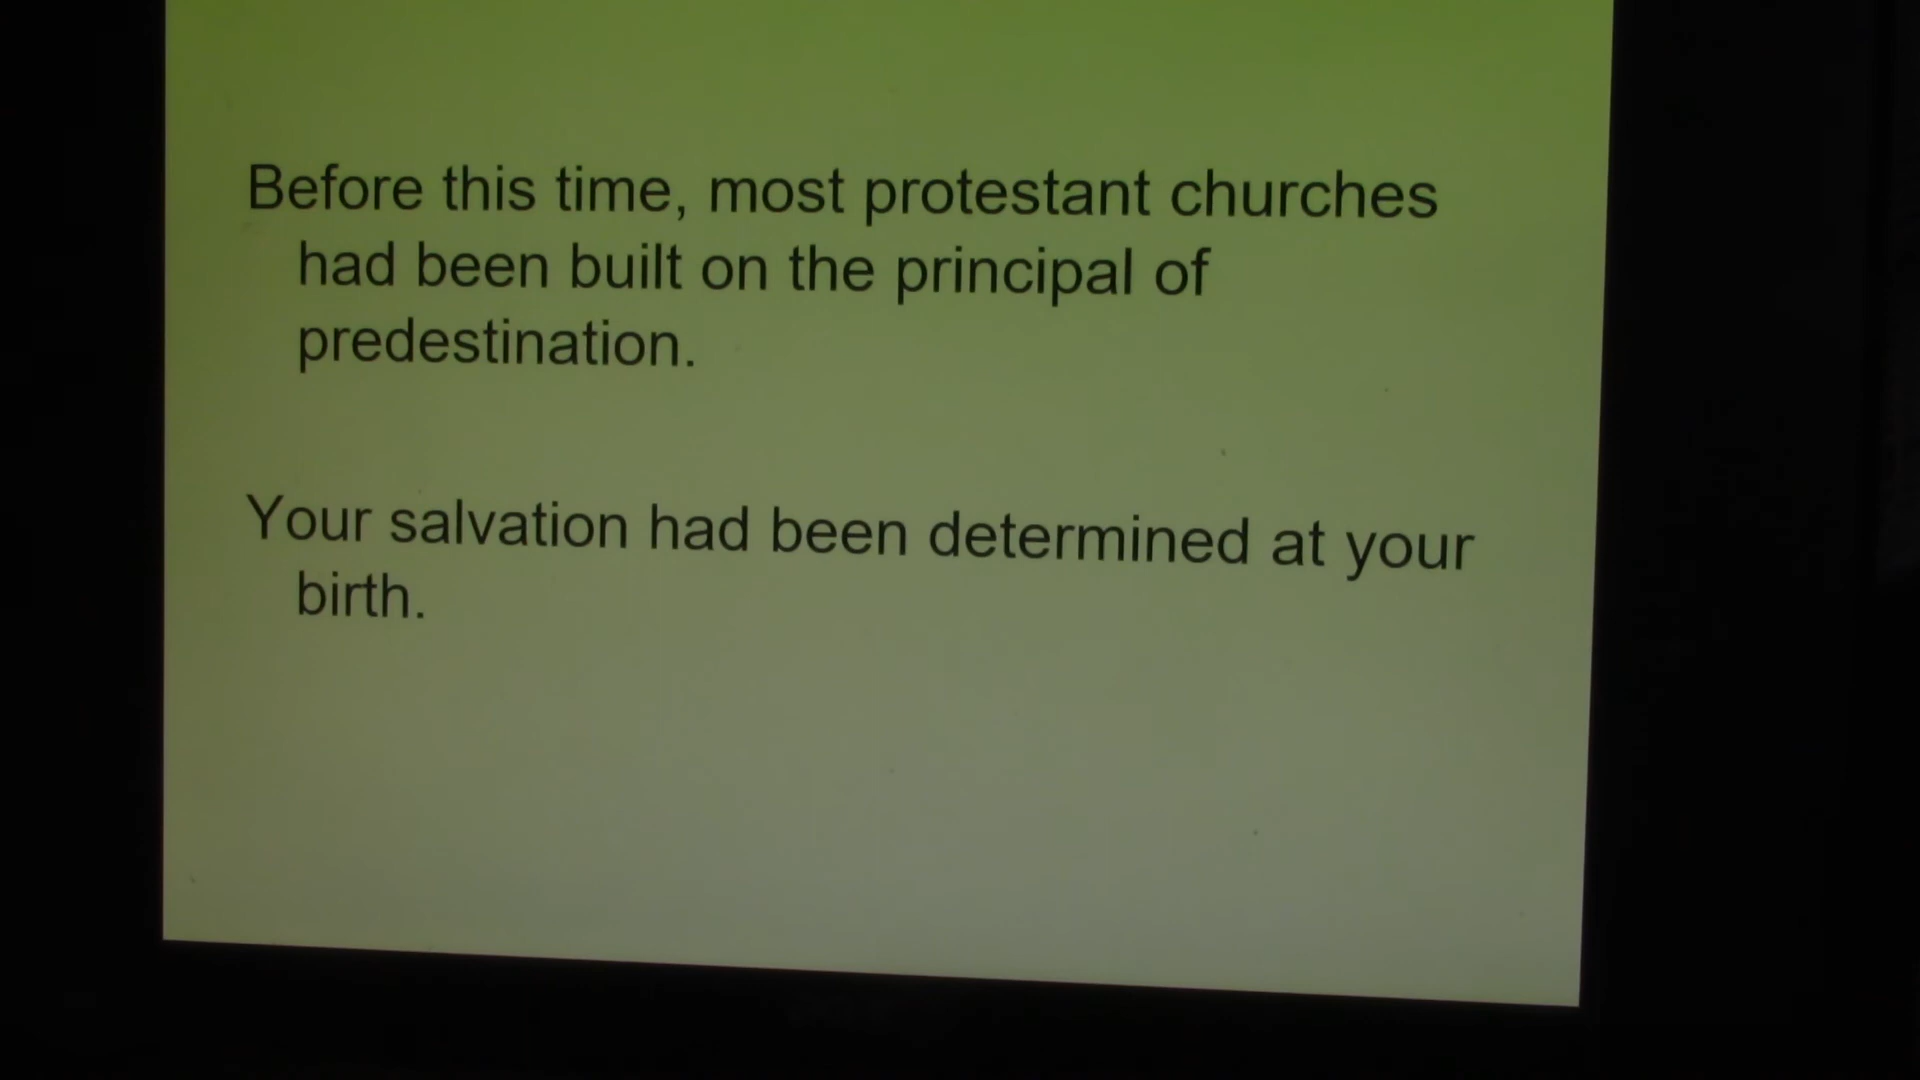 Before this time, most protestant churches
had been built on the principal of
predestination.
Your salvation had been determined at your
birth.